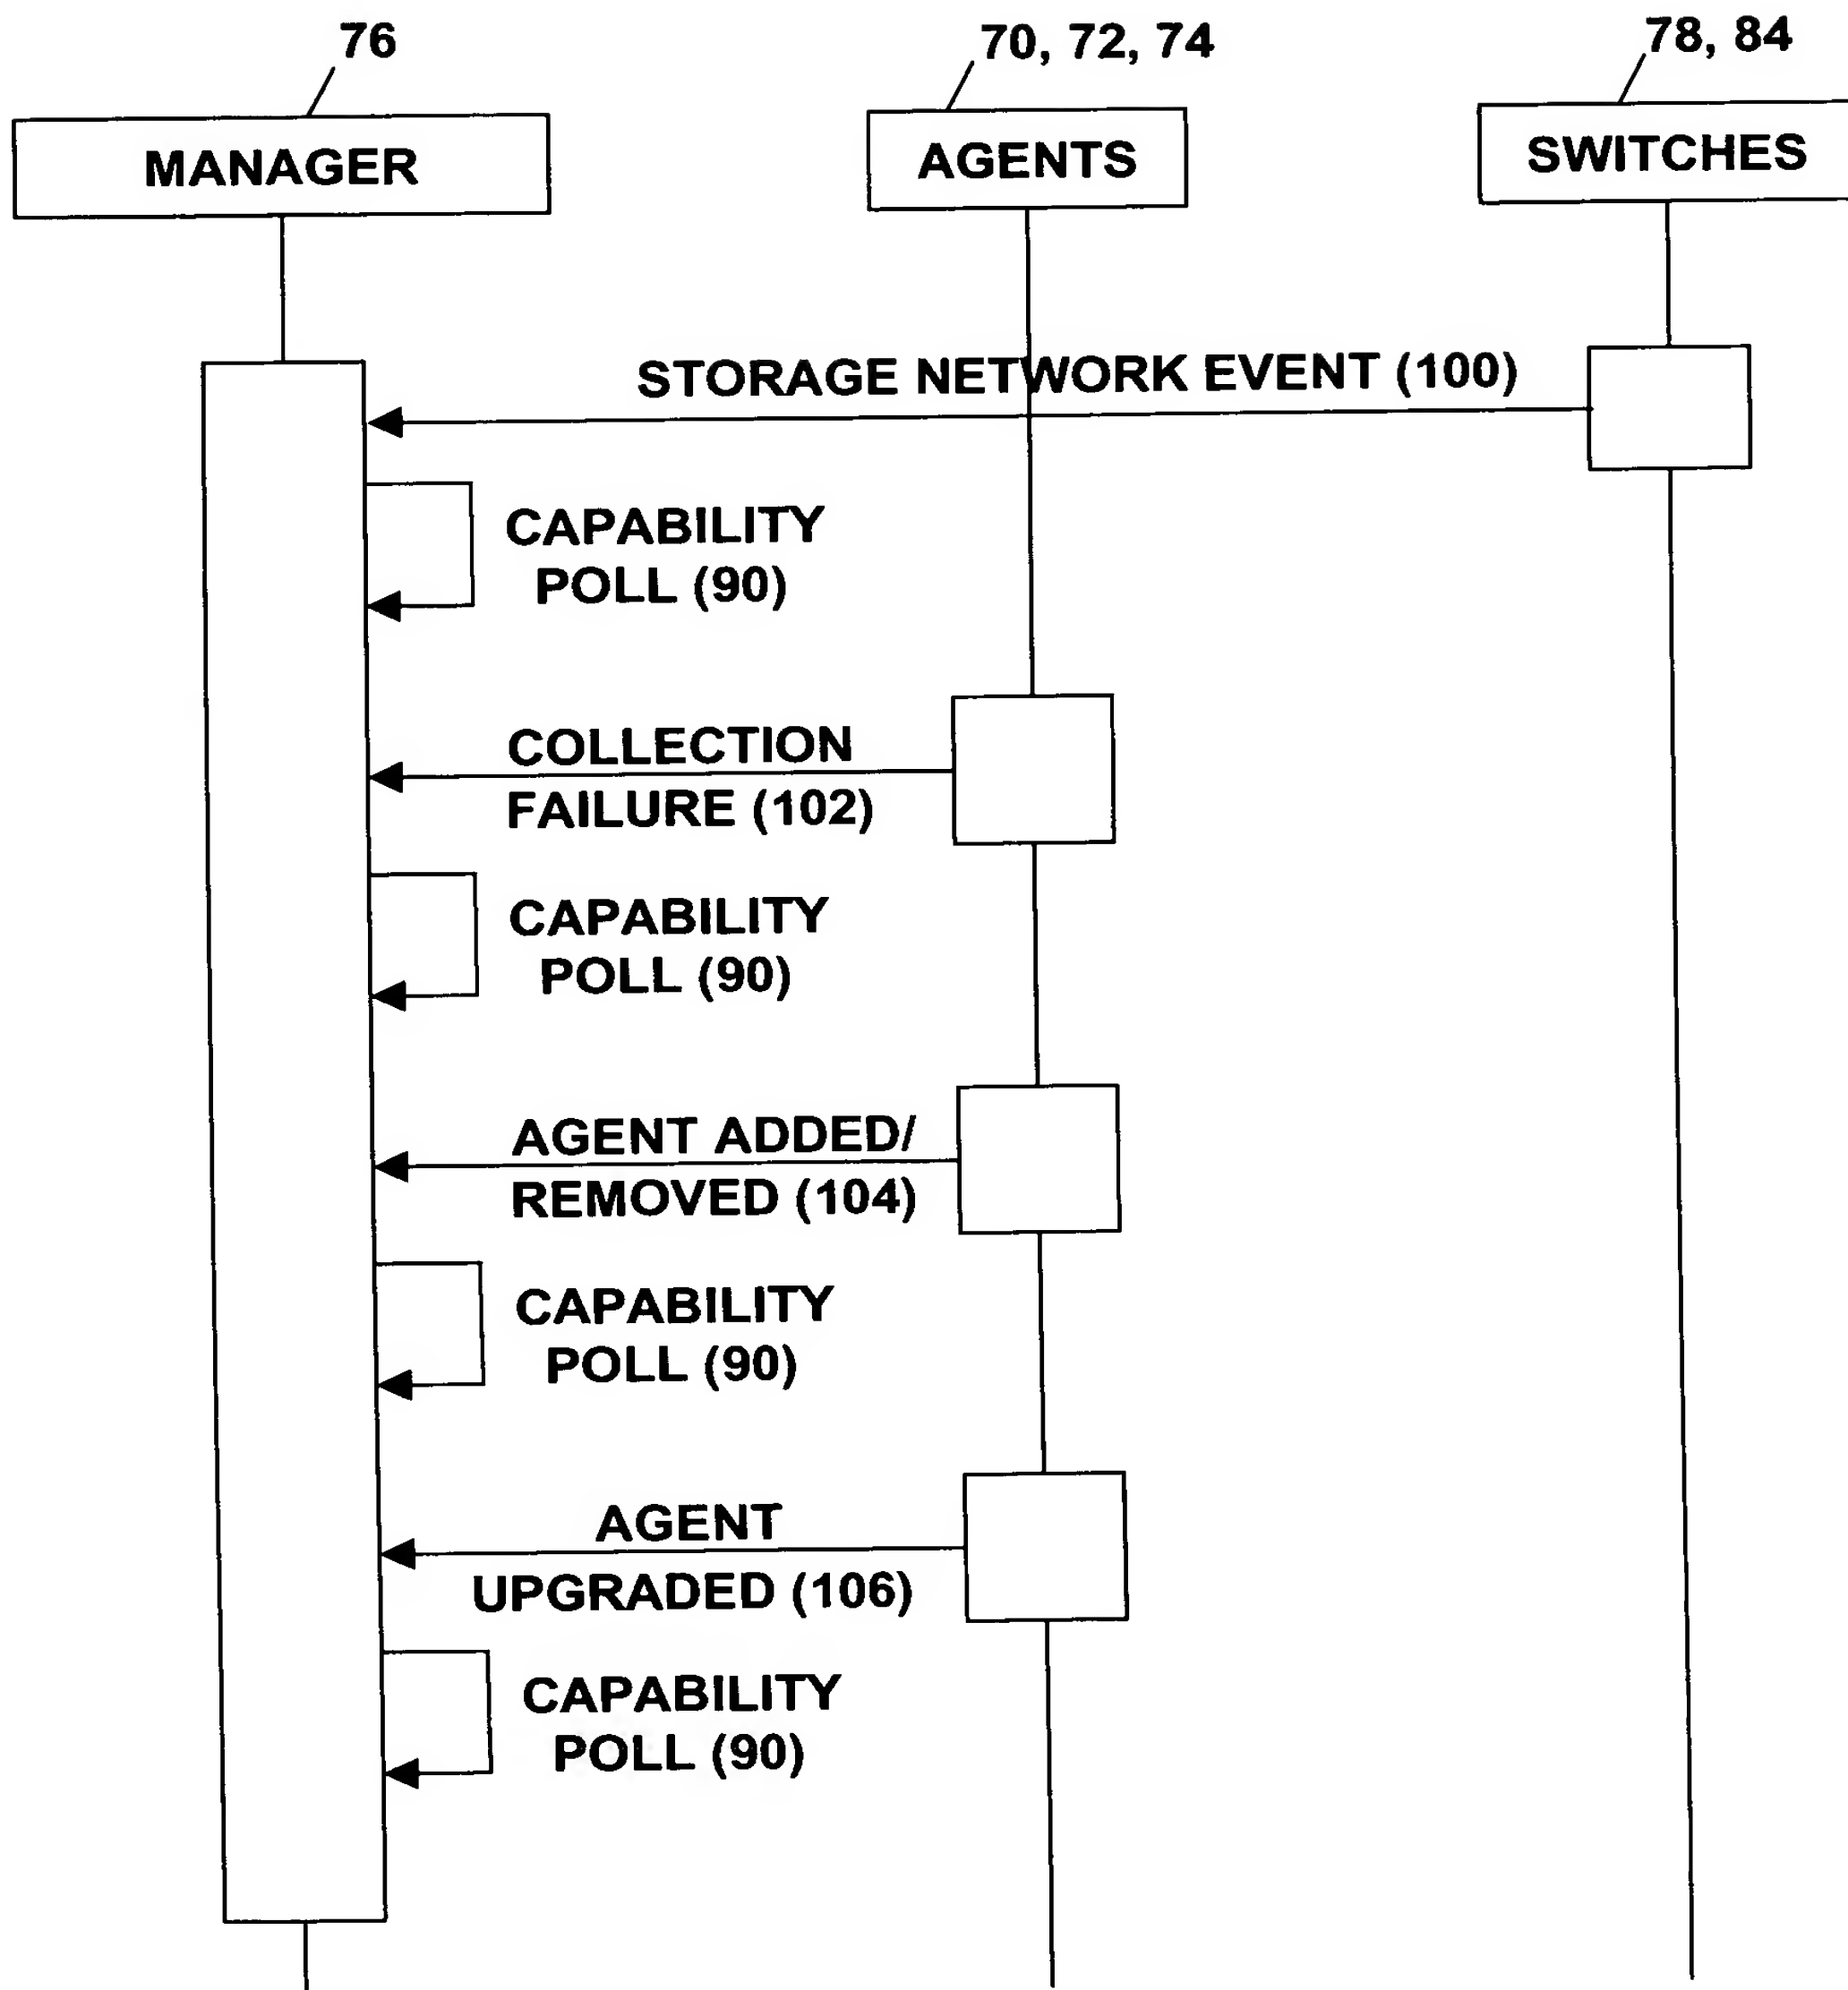 76
70, 72, 74
78, 84
MANAGER
AGENTS
SWITCHES
STORAGE NETWORK EVENT (100)
CAPABILITY
POLL (90)
COLLECTION
FAILURE (102)
CAPABILITY
POLL (90)
AGENT ADDED/
REMOVED (104)
CAPABILITY
POLL (90)
AGENT
UPGRADED (106)
CAPABILITY
POLL (90)